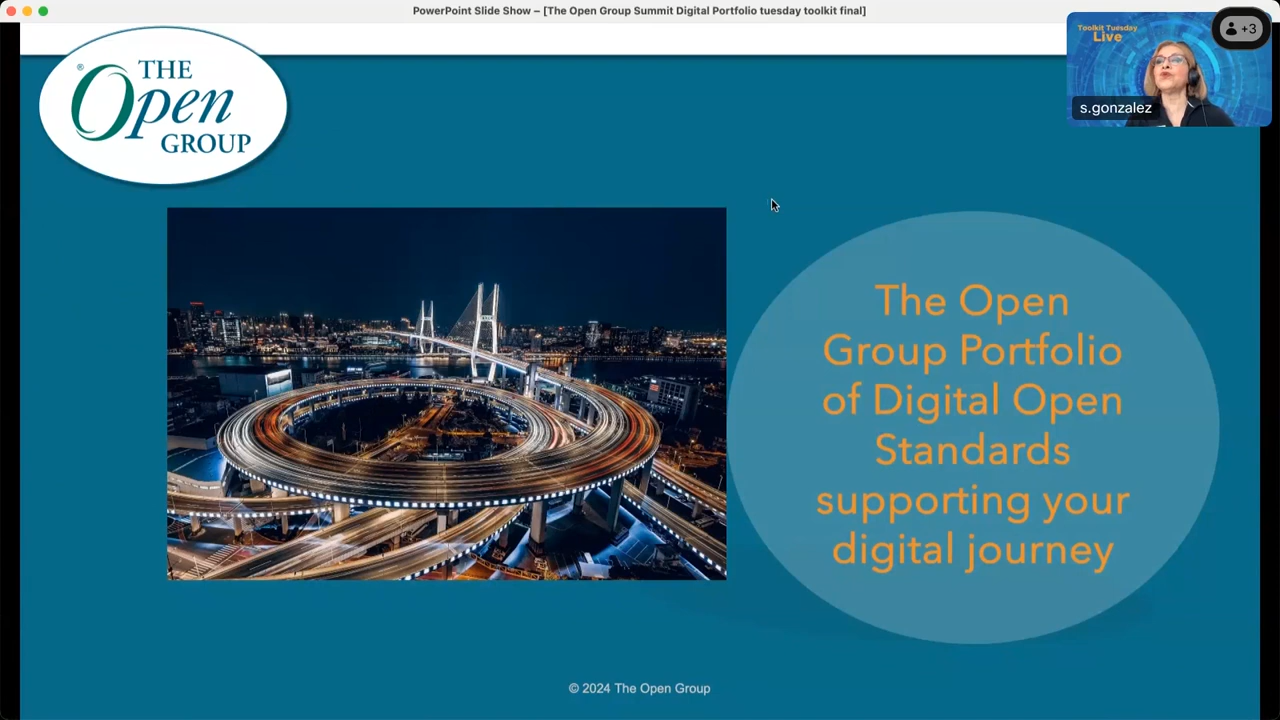 PowerPoint Slide Show – [The Open Group Summit Digital Portfolio tuesday toolkit final]
THE
Open
GROUP
®
Toolkit Tuesday
Live
+3
s.gonzalez
The Open
Group Portfolio
of Digital Open
Standards
supporting your
digital journey
© 2024 The Open Group